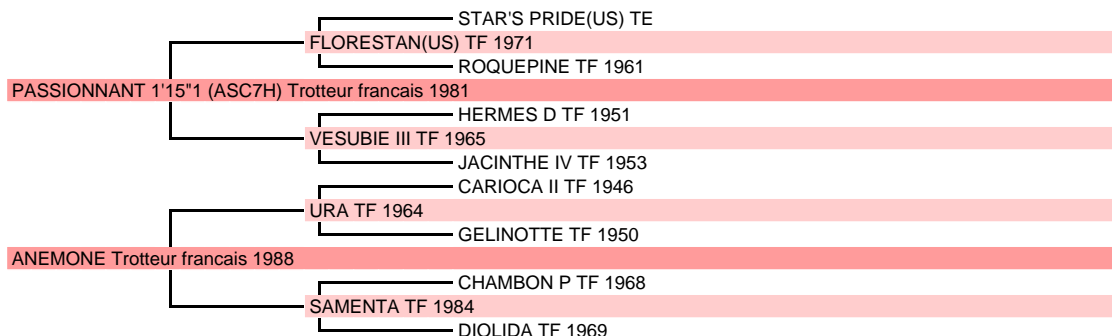 STAR'S PRIDE(US) TE
FLORESTAN(US) TF 1971
ROQUEPINE TF 1961
PASSIONNANT 1'15"1 (ASC7H) Trotteur francais 1981
HERMES D TF 1951
VESUBIE III TF 1965
JACINTHE IV TF 1953
CARIOCA II TF 1946
URA TF 1964
GELINOTTE TF 1950
ANEMONE Trotteur francais 1988
CHAMBON P TF 1968
SAMENTA TF 1984
DIOLIDA TF 1969